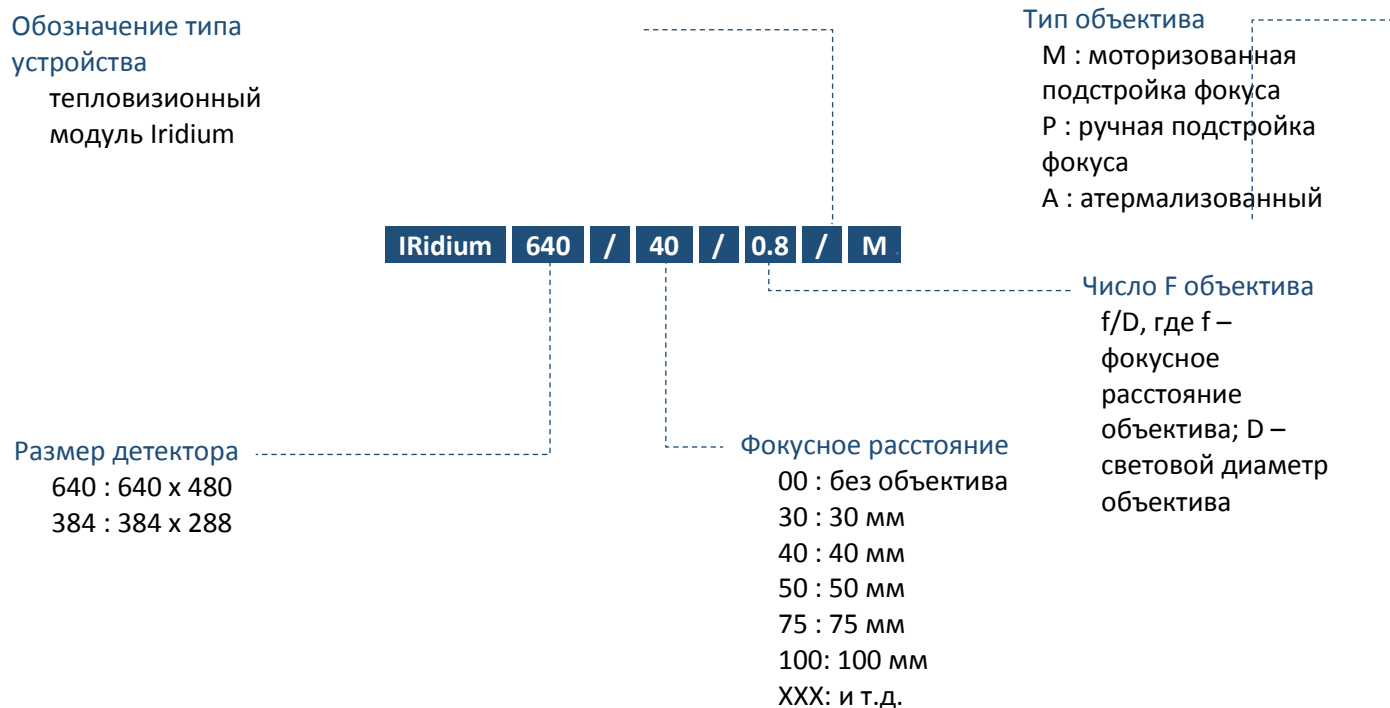 Обозначение типа
устройства
тепловизионный
модуль Iridium
Тип объектива
М : моторизованная
подстройка фокуса
Р : ручная подстройка
фокуса
А : атермализованный
IRidium 640 / 40 / 0.8 / M
Число F объектива
f/D, где f –
фокусное
расстояние
объектива; D –
световой диаметр
объектива
Размер детектора
640 : 640 x 480
384 : 384 x 288
Фокусное расстояние
00 : без объектива
30 : 30 мм
40 : 40 мм
50 : 50 мм
75 : 75 мм
100: 100 мм
XXX: и т.д.